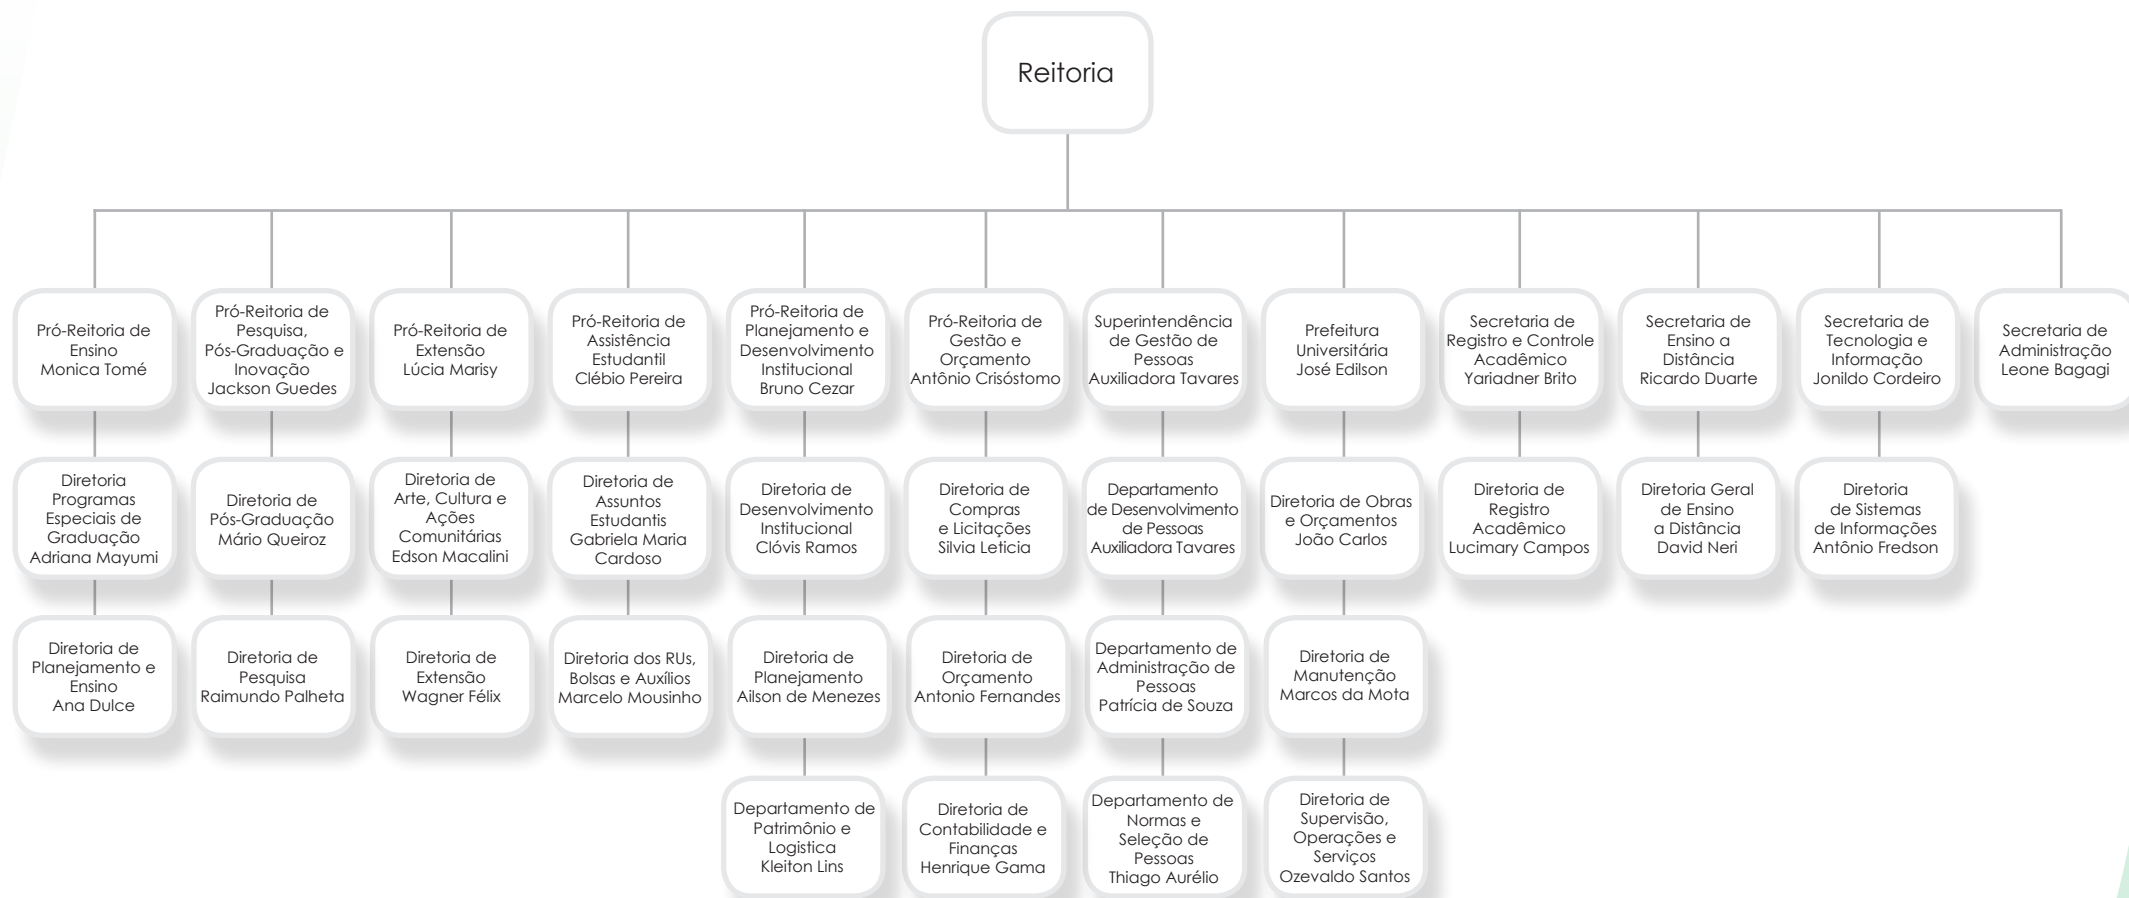 Reitoria
Pró-Reitoria de
Ensino
Monica Tomé
Pró-Reitoria de
Pesquisa,
Pós-Graduação e
Inovação
Jackson Guedes
Pró-Reitoria de
Extensão
Lúcia Marisy
Pró-Reitoria de
Assistência
Estudantil
Clébio Pereira
Pró-Reitoria de
Planejamento e
Desenvolvimento
Institucional
Bruno Cezar
Pró-Reitoria de
Gestão e
Orçamento
Antônio Crisóstomo
Superintendência
de Gestão de
Pessoas
Auxiliadora Tavares
Prefeitura
Universitária
José Edilson
Secretaria de
Registro e Controle
Acadêmico
Yariadner Brito
Secretaria de
Ensino a
Distância
Ricardo Duarte
Secretaria de
Tecnologia e
Informação
Jonildo Cordeiro
Secretaria de
Administração
Leone Bagagi
Diretoria
Programas
Especiais de
Graduação
Adriana Mayumi
Diretoria de
Pós-Graduação
Mário Queiroz
Diretoria de
Arte, Cultura e
Ações
Comunitárias
Edson Macalini
Diretoria de
Assuntos
Estudantis
Gabriela Maria
Cardoso
Diretoria de
Desenvolvimento
Institucional
Clóvis Ramos
Diretoria de
Compras
e Licitações
Silvia Leticia
Departamento
de Desenvolvimento
de Pessoas
Auxiliadora Tavares
Diretoria de Obras
e Orçamentos
João Carlos
Diretoria de
Registro
Acadêmico
Lucimary Campos
Diretoria Geral
de Ensino
a Distância
David Neri
Diretoria
de Sistemas
de Informações
Antônio Fredson
Diretoria de
Planejamento e
Ensino
Ana Dulce
Diretoria de
Pesquisa
Raimundo Palheta
Diretoria de
Extensão
Wagner Félix
Diretoria dos RUs,
Bolsas e Auxílios
Marcelo Mousinho
Diretoria de
Planejamento
Ailson de Menezes
Diretoria de
Orçamento
Antonio Fernandes
Departamento de
Administração de
Pessoas
Patrícia de Souza
Diretoria de
Manutenção
Marcos da Mota
Departamento de
Patrimônio e
Logistica
Kleiton Lins
Diretoria de
Contabilidade e
Finanças
Henrique Gama
Departamento de
Normas e
Seleção de
Pessoas
Thiago Aurélio
Diretoria de
Supervisão,
Operações e
Serviços
Ozevaldo Santos